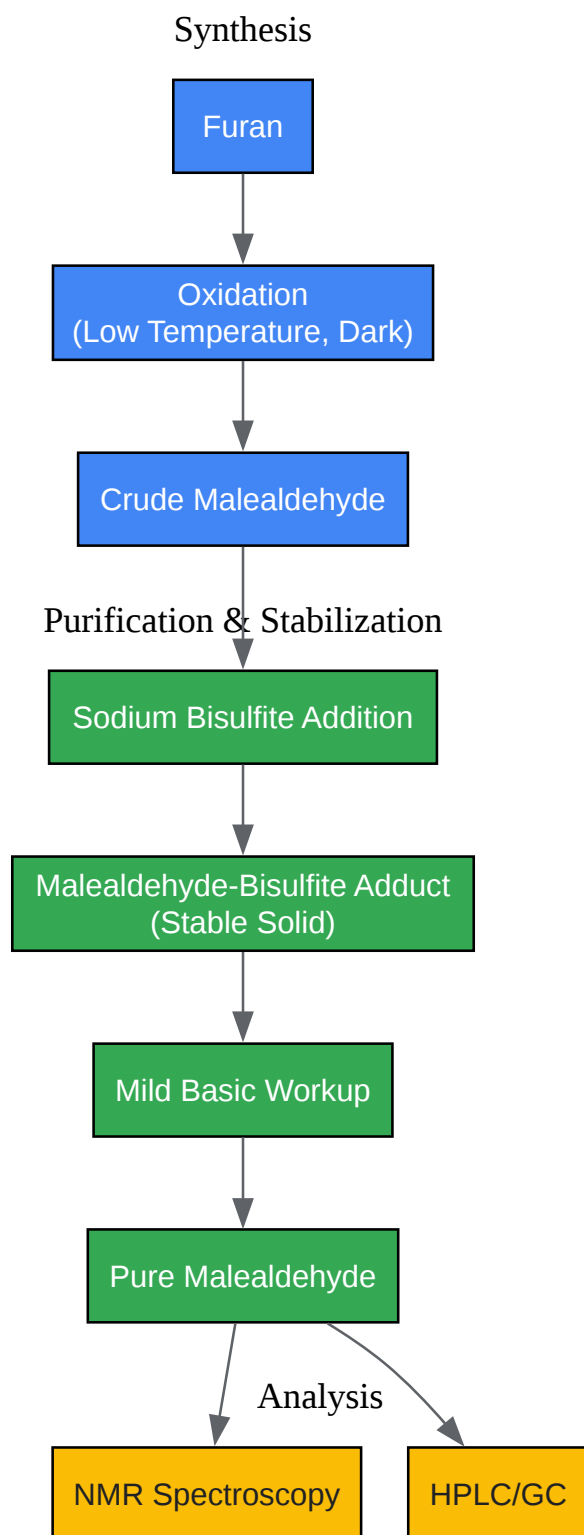 Synthesis
Furan
Oxidation
(Low Temperature, Dark)
Crude Malealdehyde
Purification & Stabilization
Sodium Bisulfite Addition
Malealdehyde-Bisulfite Adduct
(Stable Solid)
Mild Basic Workup
Pure Malealdehyde
Analysis
NMR Spectroscopy
HPLC/GC